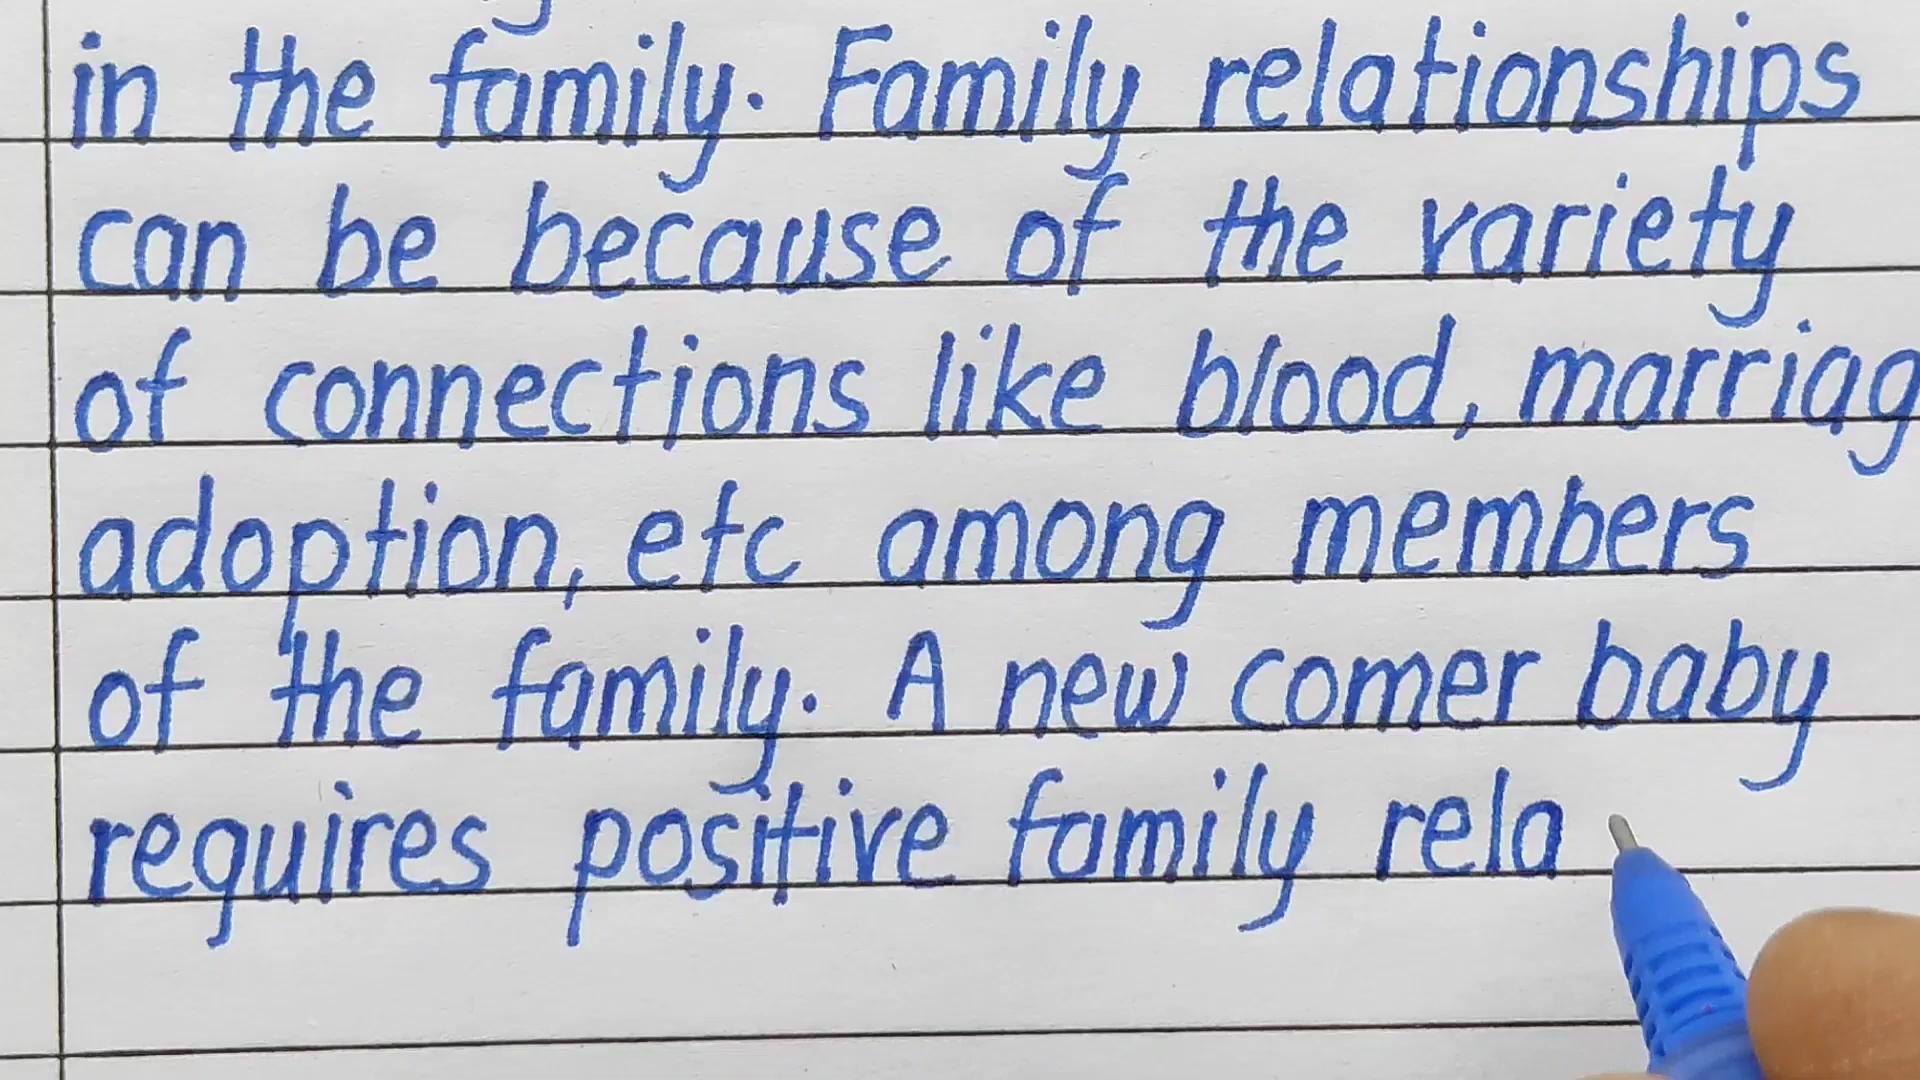 in the family. Family relationships
can be because of the variety
of connections like blood, marriag
adoption, etc among members
of the family. A new comer baby
requires positive family rela